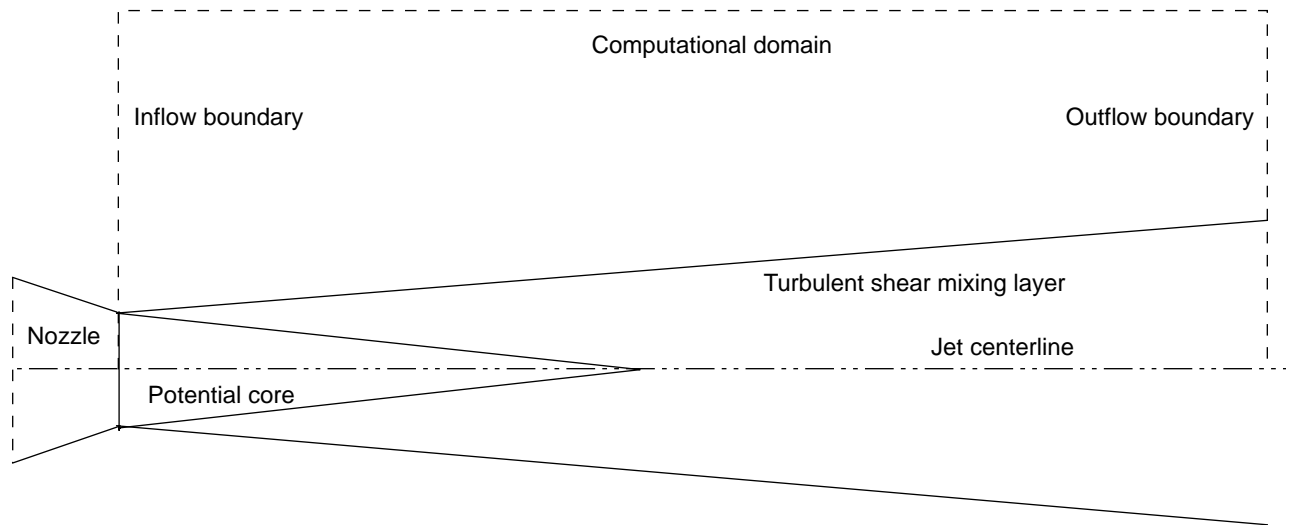 Computational domain
Inflow boundary
Outflow boundary
Turbulent shear mixing layer
Nozzle
Jet centerline
Potential core